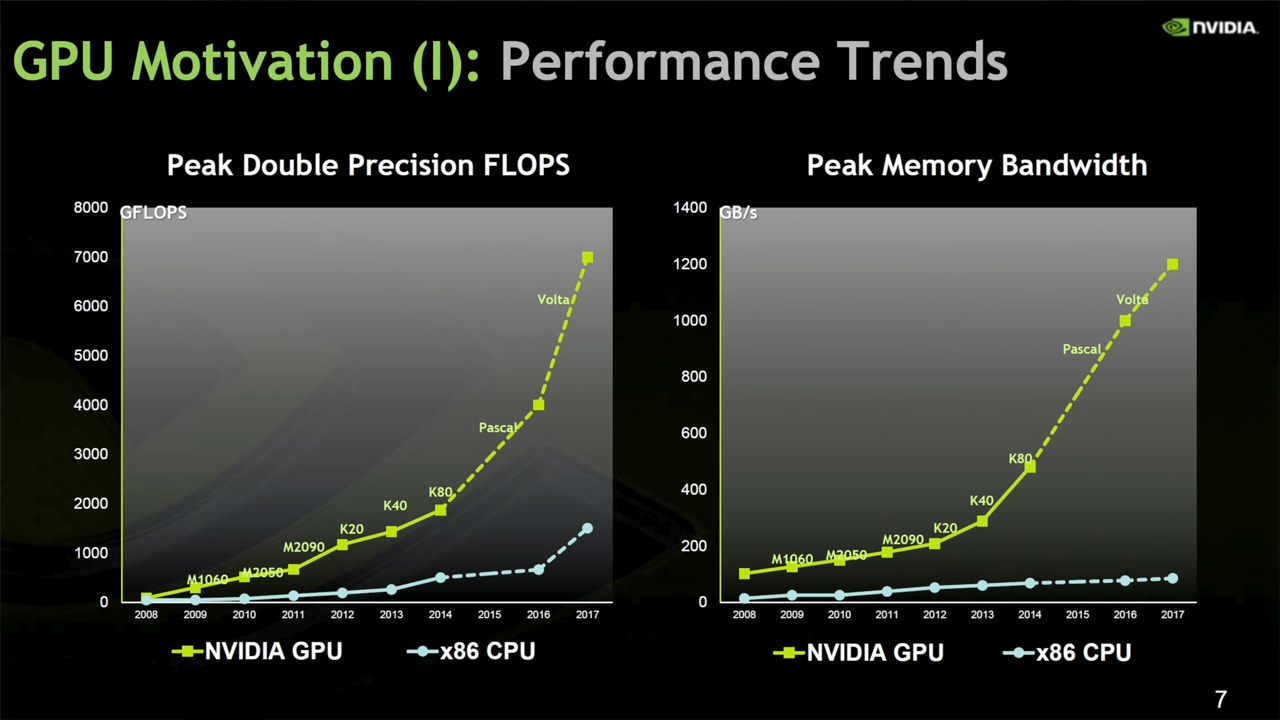 NVIDIA.
GPU Motivation (I): Performance Trends
Peak Double Precision FLOPS
8000
GFLOPS
7000
6000
5000
4000
3000
2000
1000
0
Volta
Pascal
K80
K40
K20
M2090
M2050
M1060
2008 2009 2010 2011 2012 2013 2014 2015 2016 2017
NVIDIA GPU x86 CPU
Peak Memory Bandwidth
1400
GB/s
1200
1000
800
600
400
200
0
Volta
Pascal
K80
K40
K20
M2090
M2050
M1060
2008 2009 2010 2011 2012 2013 2014 2015 2016 2017
NVIDIA GPU x86 CPU
7